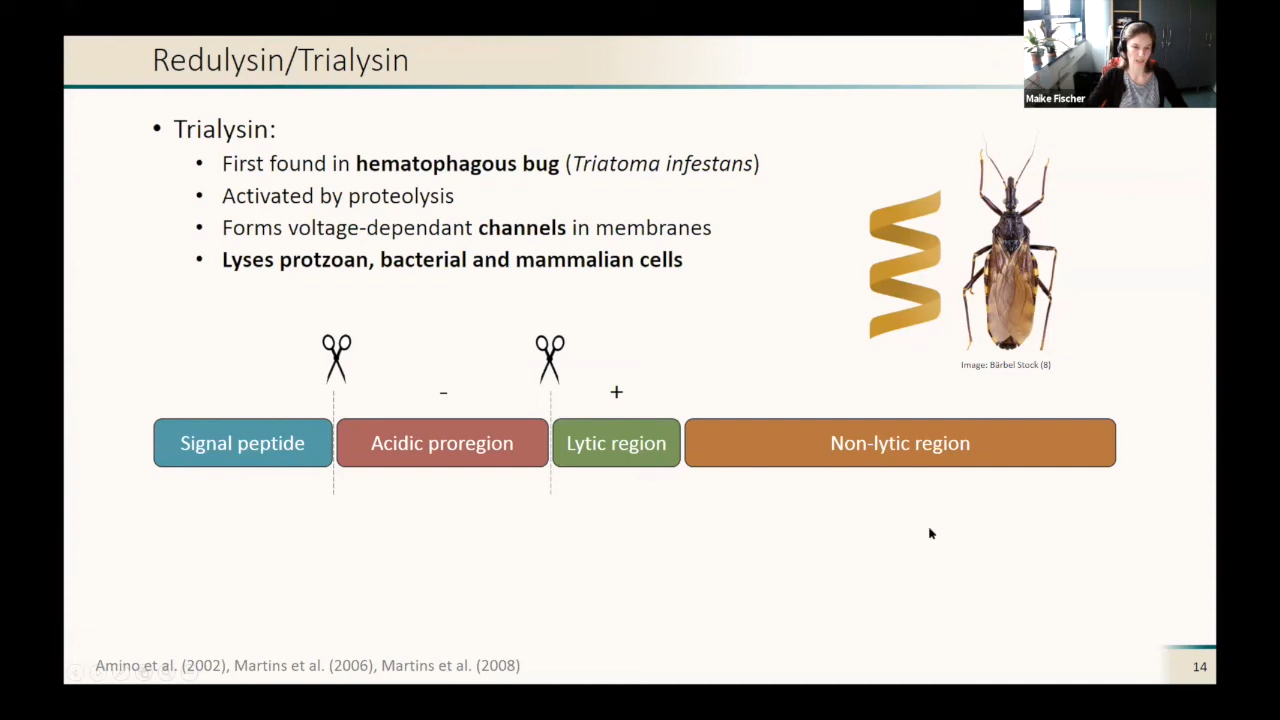 Redulysin/Trialysin
Maike Fischer
• Trialysin:
• First found in hematophagous bug (Triatoma infestans)
• Activated by proteolysis
• Forms voltage-dependant channels in membranes
• Lyses protzoan, bacterial and mammalian cells
Image: Bärbel Stock (8)
- +
Signal peptide Acidic proregion Lytic region Non-lytic region
Amino et al. (2002), Martins et al. (2006), Martins et al. (2008)
14